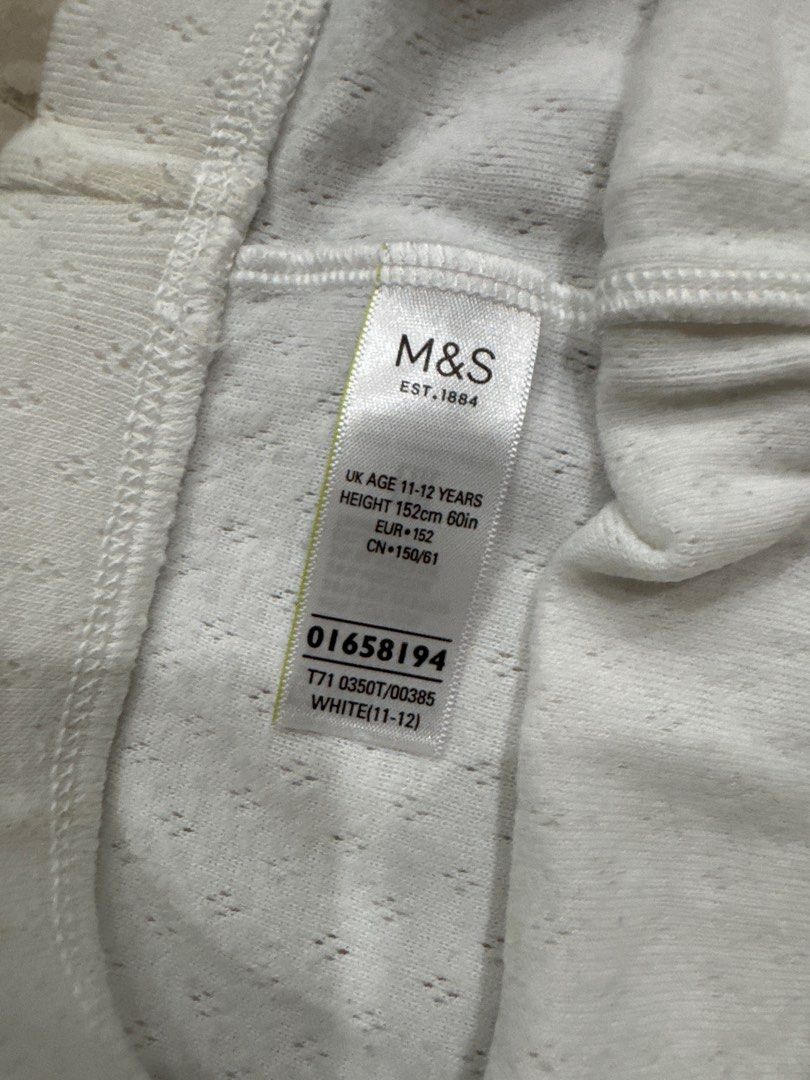 M&S
EST.1884
UK AGE 11-12 YEARS
HEIGHT 152cm 60in
EUR•152
CN•150/61
01658194
T71 0350T/00385
WHITE(11-12)